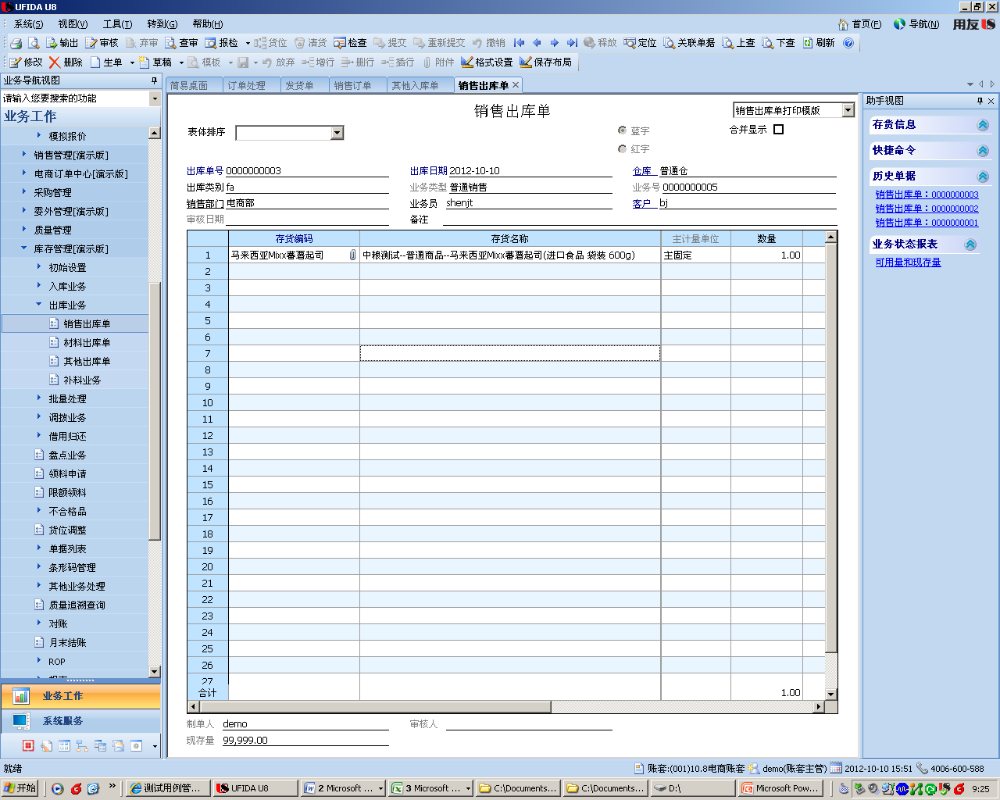 UFIDA U8
系统(S) 视图(V) 工具(T) 转到(G) 帮助(H) 首页(F) 导航(N) 用友
输出 审核 弃审 查审 报检 货位 清货 检查 提交 重新提交 撤销 释放 定位 关联单据 上查 下查 刷新
修改 删除 生单 草稿 模板 放弃 增行 删行 插行 附件 格式设置 保存布局
业务导航视图
请输入您要搜索的功能
业务工作
模拟报价
销售管理[演示版]
电商订单中心[演示版]
采购管理
委外管理[演示版]
质量管理
库存管理[演示版]
初始设置
入库业务
出库业务
销售出库单
材料出库单
其他出库单
补料业务
批量处理
调拨业务
借用归还
盘点业务
领料申请
限额领料
不合格品
货位调整
单据列表
条形码管理
其他业务处理
质量追溯查询
对账
月末结账
ROP
业务工作
系统服务
简易桌面 订单处理 发货单 销售订单 其他入库单 销售出库单
销售出库单
销售出库单打印模版
表体排序
蓝字
合并显示
红字
出库单号 0000000003 出库日期 2012-10-10 仓库 普通仓
出库类别 fa 业务类型 普通销售 业务号 0000000005
销售部门 电商部 业务员 shenjt 客户 bj
审核日期 备注
存货编码 存货名称 主计量单位 数量
1 马来西亚Mixx蕃薯起司 中粮测试--普通商品--马来西亚Mixx蕃薯起司(进口食品 袋装 600g) 主固定 1.00
2
3
4
5
6
7
8
9
10
11
12
13
14
15
16
17
18
19
20
21
22
23
24
25
26
27
合计 1.00
制单人 demo 审核人
现存量 99,999.00
助手视图
存货信息
快捷命令
历史单据
销售出库单：0000000003
销售出库单：0000000002
销售出库单：0000000001
业务状态报表
可用量和现存量
就绪 账套:(001)10.8电商账套 demo(账套主管) 2012-10-10 15:51 4006-600-588
开始 测试用例管... UFIDA U8 2 Microsoft ... 3 Microsoft ... C:\Documents... C:\Documents... D:\ Microsoft Pow... 9:25